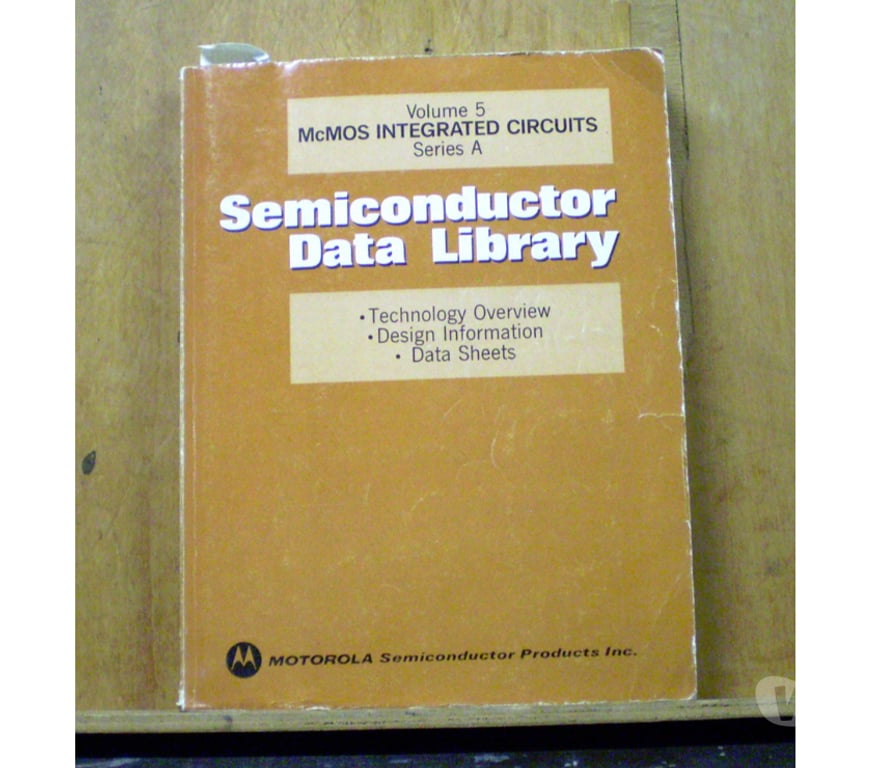 Volume 5
McMOS INTEGRATED CIRCUITS
Series A
Semiconductor
Data Library
• Technology Overview
• Design Information
• Data Sheets
MOTOROLA Semiconductor Products Inc.